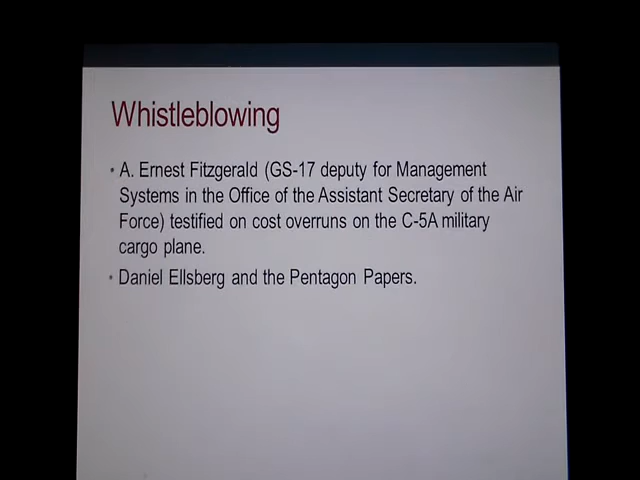 Whistleblowing
• A. Ernest Fitzgerald (GS-17 deputy for Management
Systems in the Office of the Assistant Secretary of the Air
Force) testified on cost overruns on the C-5A military
cargo plane.
• Daniel Ellsberg and the Pentagon Papers.